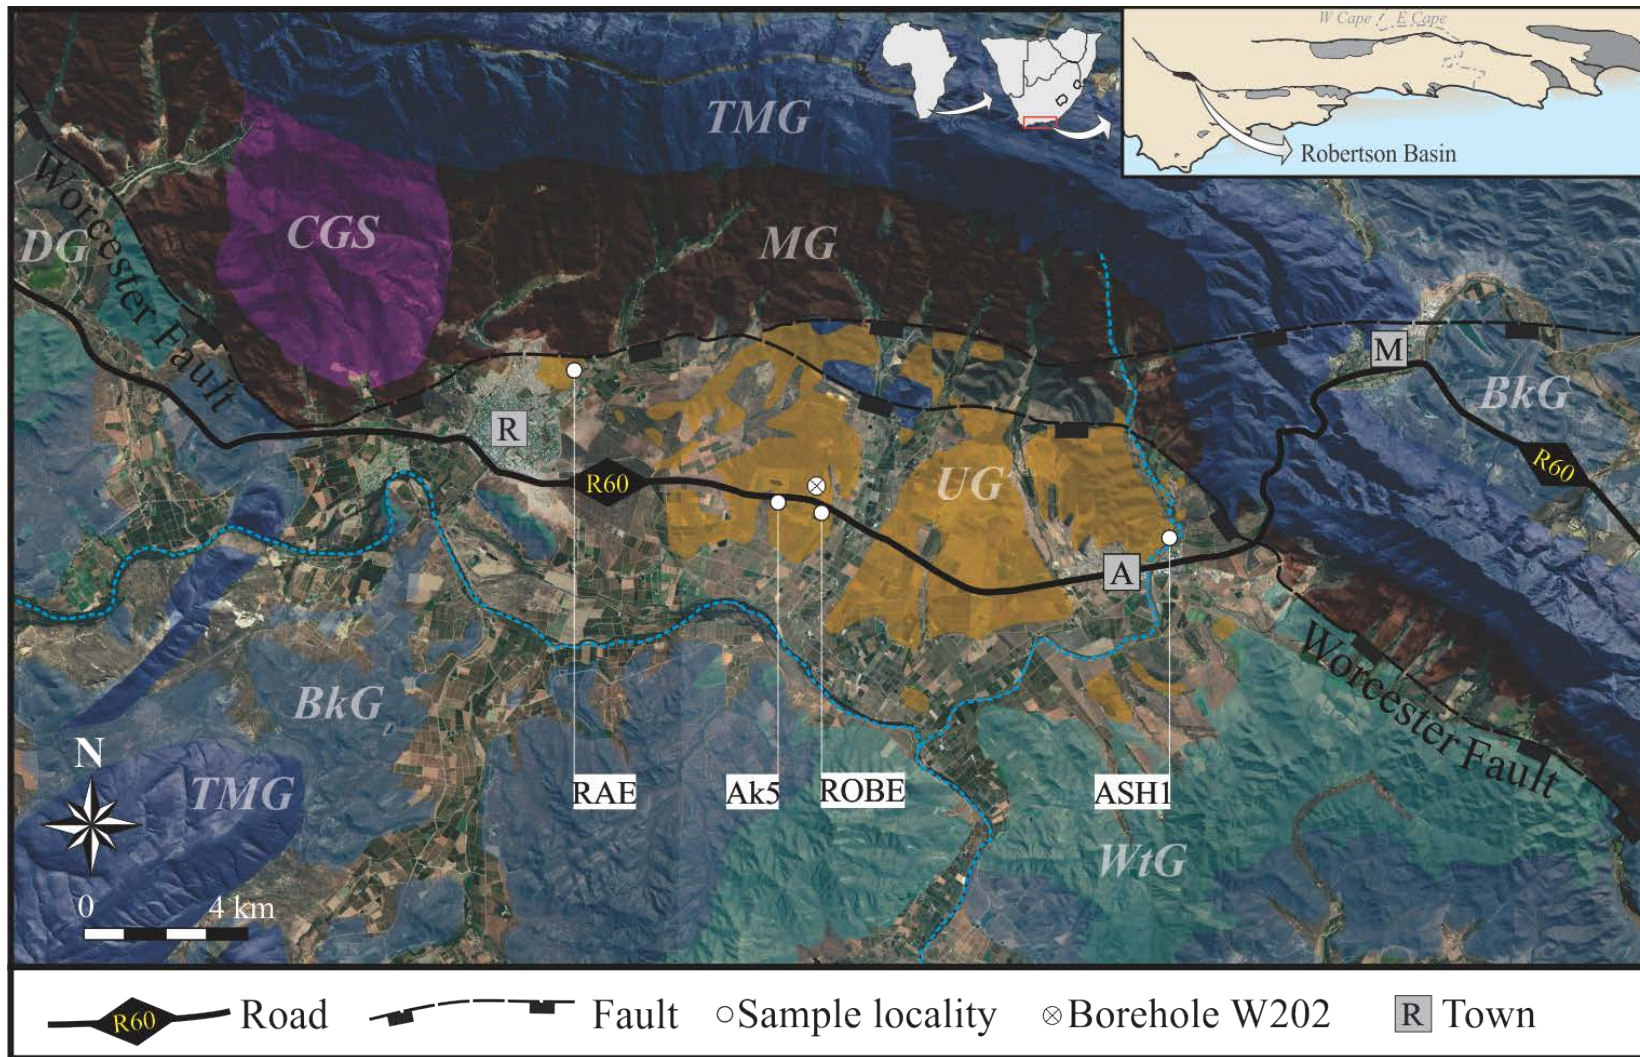 W Cape
E Cape
Robertson Basin
TMG
Worcester Fault
DG
CGS
MG
M
BkG
R60
R
R60
UG
A
BkG
Worcester Fault
N
TMG
RAE
Ak5
ROBE
ASH1
WtG
0 4 km
R60 Road
Fault
Sample locality
Borehole W202
R Town